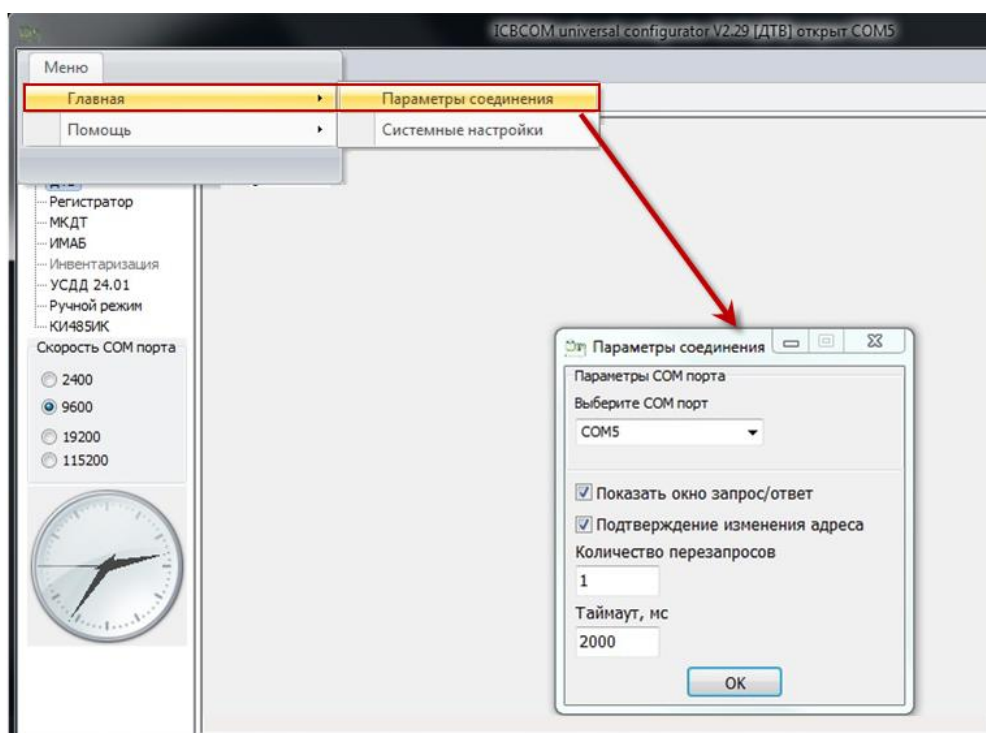 ICBCOM universal configurator V2.29 [ДТВ] открыт COM5
Меню
Главная
Параметры соединения
Помощь
Системные настройки
ДТВ
Регистратор
МКДТ
ИМАБ
Инвентаризация
УСДД 24.01
Ручной режим
КИ485ИК
Скорость COM порта
2400
9600
19200
115200
Параметры соединения
Параметры COM порта
Выберите COM порт
COM5
Показать окно запрос/ответ
Подтверждение изменения адреса
Количество перезапросов
1
Таймаут, мс
2000
OK